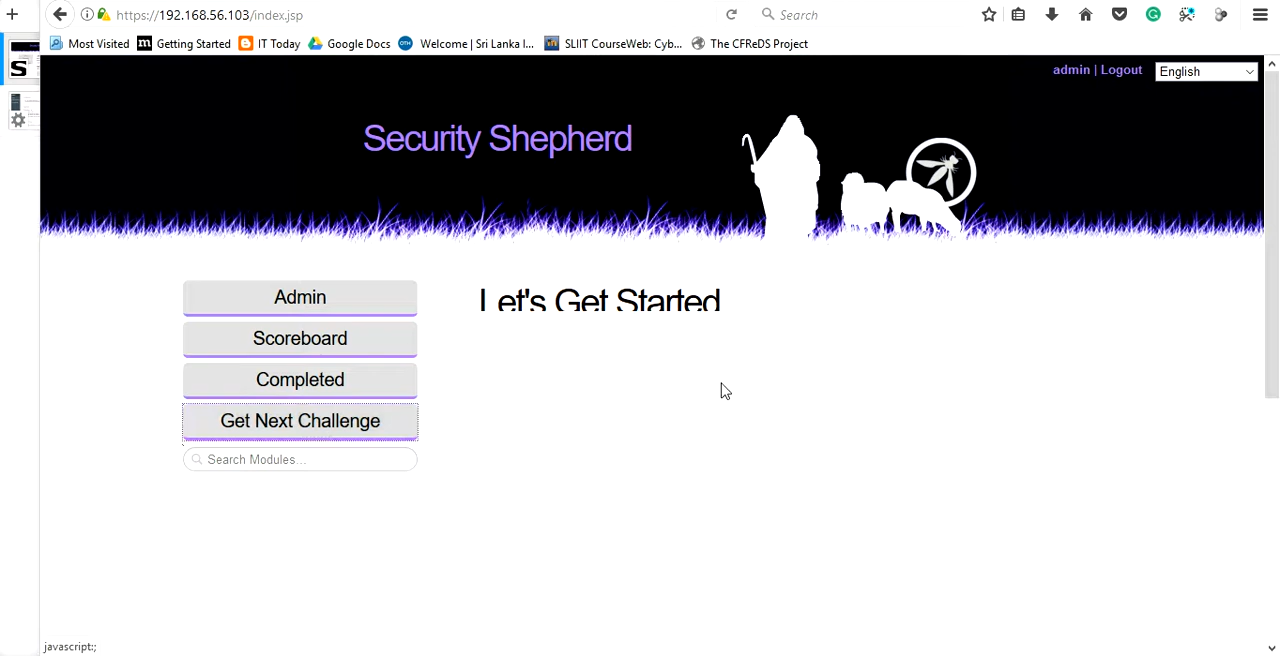 https://192.168.56.103/index.jsp
Search
Most Visited
Getting Started
IT Today
Google Docs
Welcome | Sri Lanka I...
SLIIT CourseWeb: Cyb...
The CFReDS Project
admin | Logout
English
Security Shepherd
Admin
Scoreboard
Completed
Get Next Challenge
Search Modules...
Let's Get Started
javascript:;